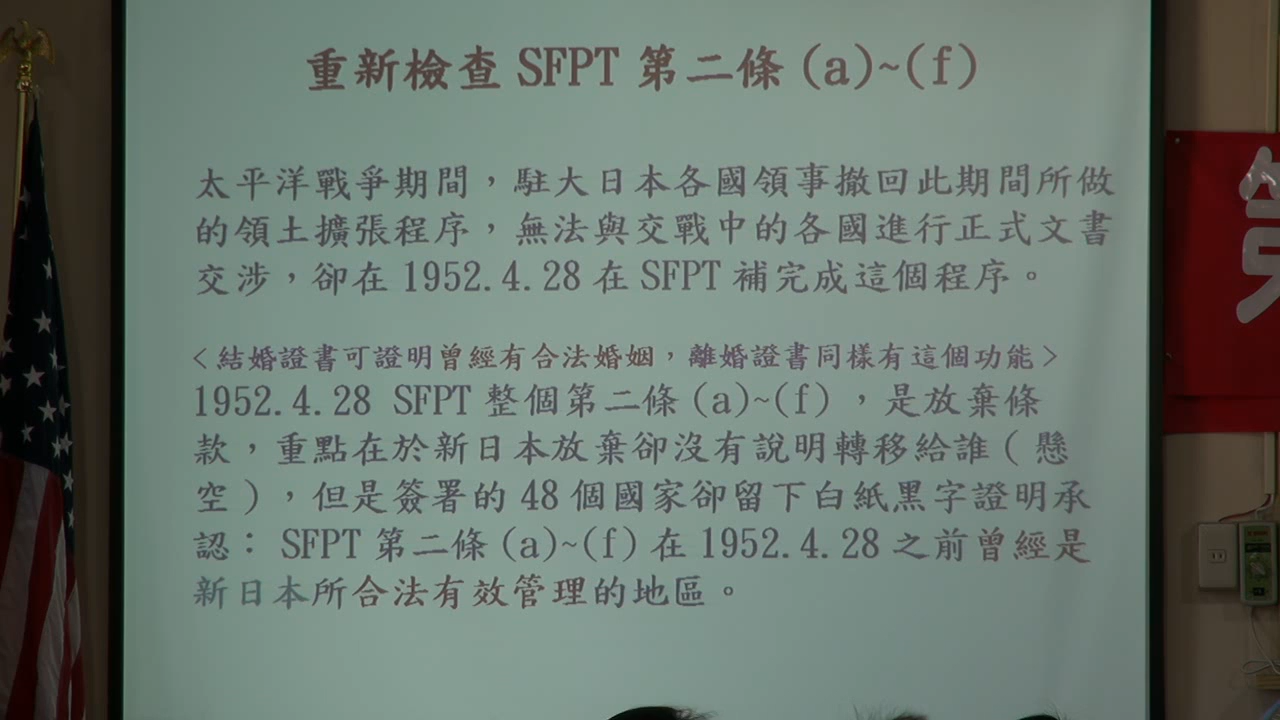 重新檢查 SFPT 第二條(a)~(f)
太平洋戰爭期間，駐大日本各國領事撤回此期間所做
的領土擴張程序，無法與交戰中的各國進行正式文書
交涉，卻在 1952.4.28 在 SFPT 補完成這個程序。
<結婚證書可證明曾經有合法婚姻，離婚證書同樣有這個功能>
1952.4.28 SFPT 整個第二條(a)~(f)，是放棄條
款，重點在於新日本放棄卻沒有說明轉移給誰(懸
空)，但是簽署的 48 個國家卻留下白紙黑字證明承
認： SFPT 第二條(a)~(f)在 1952.4.28 之前曾經是
新日本所合法有效管理的地區。